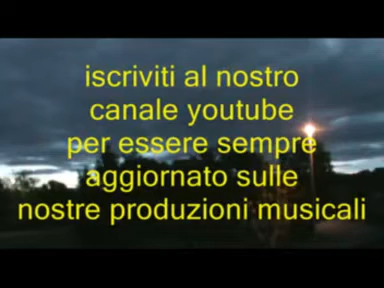 iscriviti al nostro
canale youtube
per essere sempre
aggiornato sulle
nostre produzioni musicali